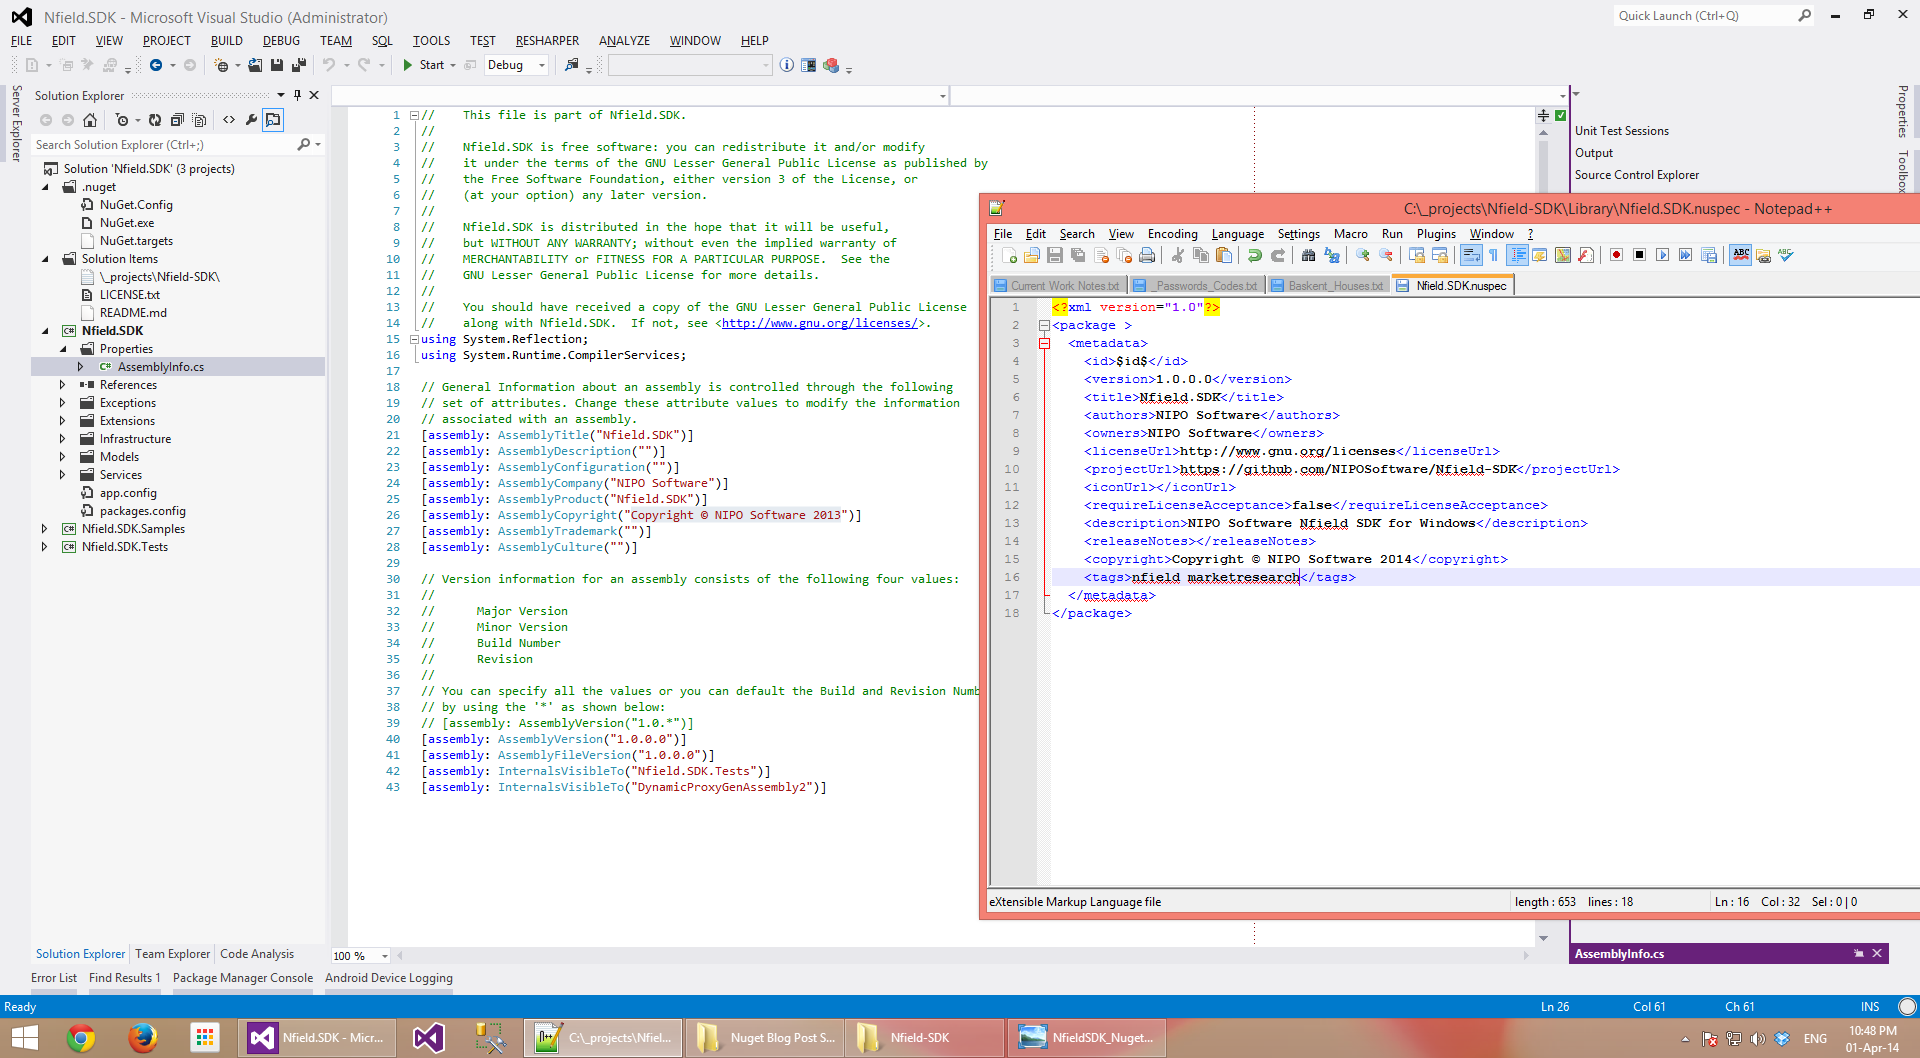 Nfield.SDK - Microsoft Visual Studio (Administrator)
Quick Launch (Ctrl+Q)
FILE EDIT VIEW PROJECT BUILD DEBUG TEAM SQL TOOLS TEST RESHARPER ANALYZE WINDOW HELP
Start Debug
Server Explorer
Solution Explorer
Search Solution Explorer (Ctrl+;)
Solution 'Nfield.SDK' (3 projects)
.nuget
NuGet.Config
NuGet.exe
NuGet.targets
Solution Items
\_projects\Nfield-SDK\
LICENSE.txt
README.md
Nfield.SDK
Properties
AssemblyInfo.cs
References
Exceptions
Extensions
Infrastructure
Models
Services
app.config
packages.config
Nfield.SDK.Samples
Nfield.SDK.Tests
Solution Explorer Team Explorer Code Analysis
1 // This file is part of Nfield.SDK.
2 //
3 // Nfield.SDK is free software: you can redistribute it and/or modify
4 // it under the terms of the GNU Lesser General Public License as published by
5 // the Free Software Foundation, either version 3 of the License, or
6 // (at your option) any later version.
7 //
8 // Nfield.SDK is distributed in the hope that it will be useful,
9 // but WITHOUT ANY WARRANTY; without even the implied warranty of
10 // MERCHANTABILITY or FITNESS FOR A PARTICULAR PURPOSE.  See the
11 // GNU Lesser General Public License for more details.
12 //
13 // You should have received a copy of the GNU Lesser General Public License
14 // along with Nfield.SDK.  If not, see <http://www.gnu.org/licenses/>.
15 using System.Reflection;
16 using System.Runtime.CompilerServices;
17
18 // General Information about an assembly is controlled through the following
19 // set of attributes. Change these attribute values to modify the information
20 // associated with an assembly.
21 [assembly: AssemblyTitle("Nfield.SDK")]
22 [assembly: AssemblyDescription("")]
23 [assembly: AssemblyConfiguration("")]
24 [assembly: AssemblyCompany("NIPO Software")]
25 [assembly: AssemblyProduct("Nfield.SDK")]
26 [assembly: AssemblyCopyright("Copyright © NIPO Software 2013")]
27 [assembly: AssemblyTrademark("")]
28 [assembly: AssemblyCulture("")]
29
30 // Version information for an assembly consists of the following four values:
31 //
32 // Major Version
33 // Minor Version
34 // Build Number
35 // Revision
36 //
37 // You can specify all the values or you can default the Build and Revision Numb
38 // by using the '*' as shown below:
39 // [assembly: AssemblyVersion("1.0.*")]
40 [assembly: AssemblyVersion("1.0.0.0")]
41 [assembly: AssemblyFileVersion("1.0.0.0")]
42 [assembly: InternalsVisibleTo("Nfield.SDK.Tests")]
43 [assembly: InternalsVisibleTo("DynamicProxyGenAssembly2")]
100 %
Unit Test Sessions
Output
Source Control Explorer
Properties
Toolbox
C:\_projects\Nfield-SDK\Library\Nfield.SDK.nuspec - Notepad++
File Edit Search View Encoding Language Settings Macro Run Plugins Window ?
ABC ABC
Current Work Notes.txt _Passwords_Codes.txt Baskent_Houses.txt Nfield.SDK.nuspec
1 <?xml version="1.0"?>
2 <package >
3 <metadata>
4 <id>$id$</id>
5 <version>1.0.0.0</version>
6 <title>Nfield.SDK</title>
7 <authors>NIPO Software</authors>
8 <owners>NIPO Software</owners>
9 <licenseUrl>http://www.gnu.org/licenses</licenseUrl>
10 <projectUrl>https://github.com/NIPOSoftware/Nfield-SDK</projectUrl>
11 <iconUrl></iconUrl>
12 <requireLicenseAcceptance>false</requireLicenseAcceptance>
13 <description>NIPO Software Nfield SDK for Windows</description>
14 <releaseNotes></releaseNotes>
15 <copyright>Copyright © NIPO Software 2014</copyright>
16 <tags>nfield marketresearch</tags>
17 </metadata>
18 </package>
eXtensible Markup Language file length : 653 lines : 18 Ln : 16 Col : 32 Sel : 0 | 0
AssemblyInfo.cs
Error List Find Results 1 Package Manager Console Android Device Logging
Ready Ln 26 Col 61 Ch 61 INS
Nfield.SDK - Micr... C:\_projects\Nfiel... Nuget Blog Post S... Nfield-SDK NfieldSDK_Nuget...
ENG
10:48 PM
01-Apr-14